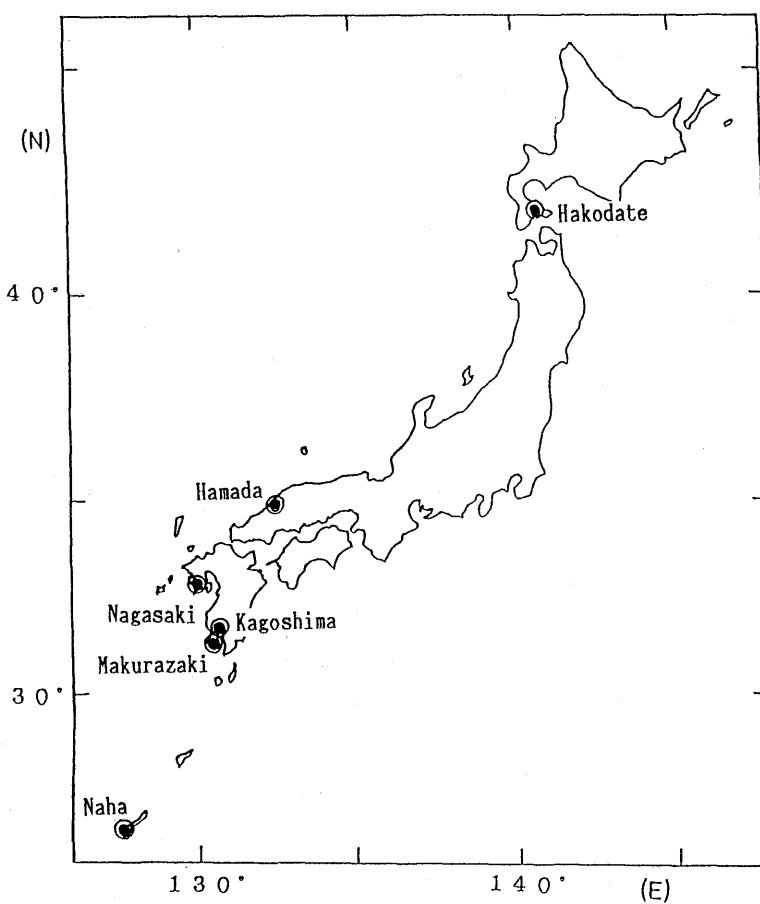 (N)
Hakodate
40°
Hamada
Nagasaki
Kagoshima
Makurazaki
30°
Naha
130°
140°
(E)